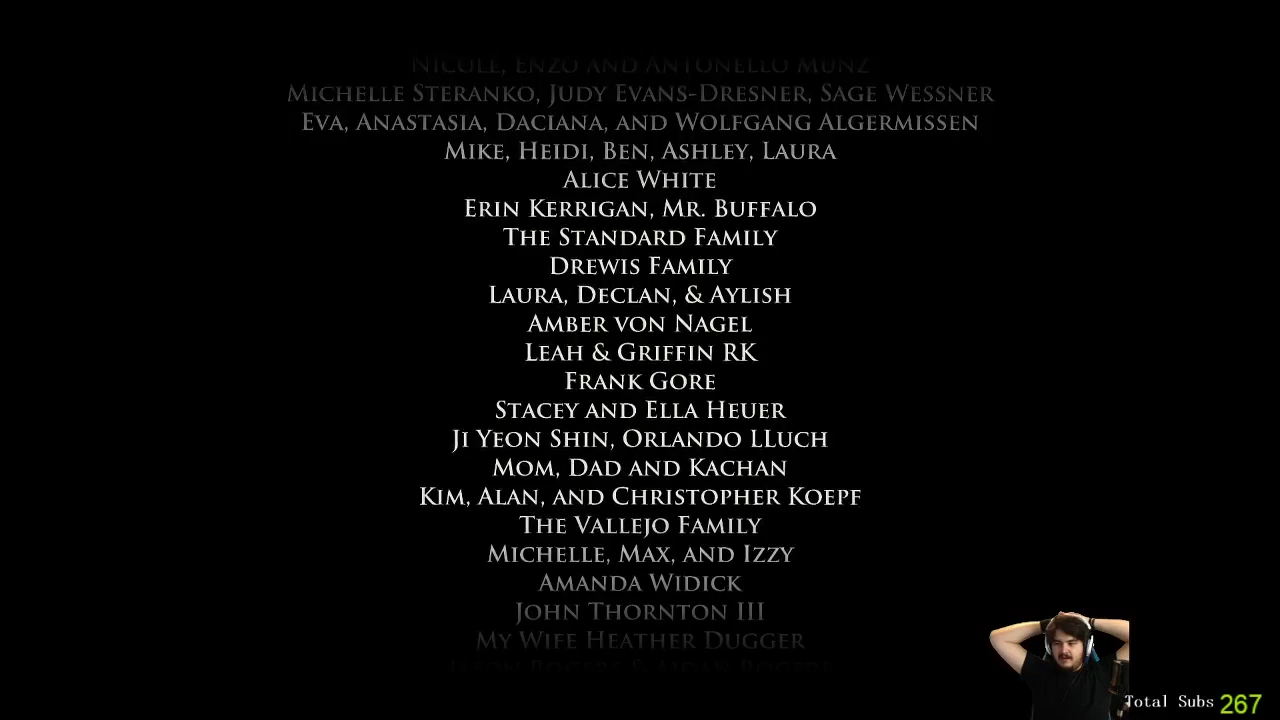 Nicole, Enzo and Antonello Munz
Michelle Steranko, Judy Evans-Dresner, Sage Wessner
Eva, Anastasia, Daciana, and Wolfgang Algermissen
Mike, Heidi, Ben, Ashley, Laura
Alice White
Erin Kerrigan, Mr. Buffalo
The Standard Family
Drewis Family
Laura, Declan, & Aylish
Amber von Nagel
Leah & Griffin RK
Frank Gore
Stacey and Ella Heuer
Ji Yeon Shin, Orlando LLuch
Mom, Dad and Kachan
Kim, Alan, and Christopher Koepf
The Vallejo Family
Michelle, Max, and Izzy
Amanda Widick
John Thornton III
My Wife Heather Dugger
Jason Rogers & Aidan Rogers
Total Subs 267